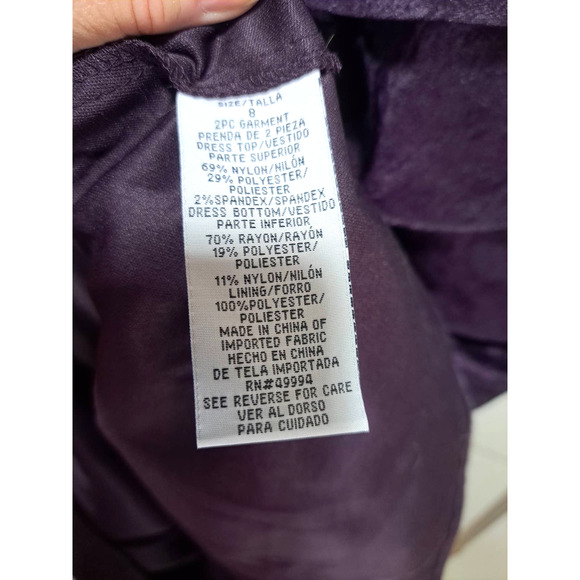 SIZE/TALLA
8
2PC GARMENT
PRENDA DE 2 PIEZA
DRESS TOP/VESTIDO
PARTE SUPERIOR
69% NYLON/NILÓN
29% POLYESTER/
POLIESTER
2%SPANDEX/SPANDEX
DRESS BOTTOM/VESTIDO
PARTE INFERIOR
70% RAYON/RAYÓN
19% POLYESTER/
POLIESTER
11% NYLON/NILÓN
LINING/FORRO
100%POLYESTER/
POLIESTER
MADE IN CHINA OF
IMPORTED FABRIC
HECHO EN CHINA
DE TELA IMPORTADA
RN#49994
SEE REVERSE FOR CARE
VER AL DORSO
PARA CUIDADO